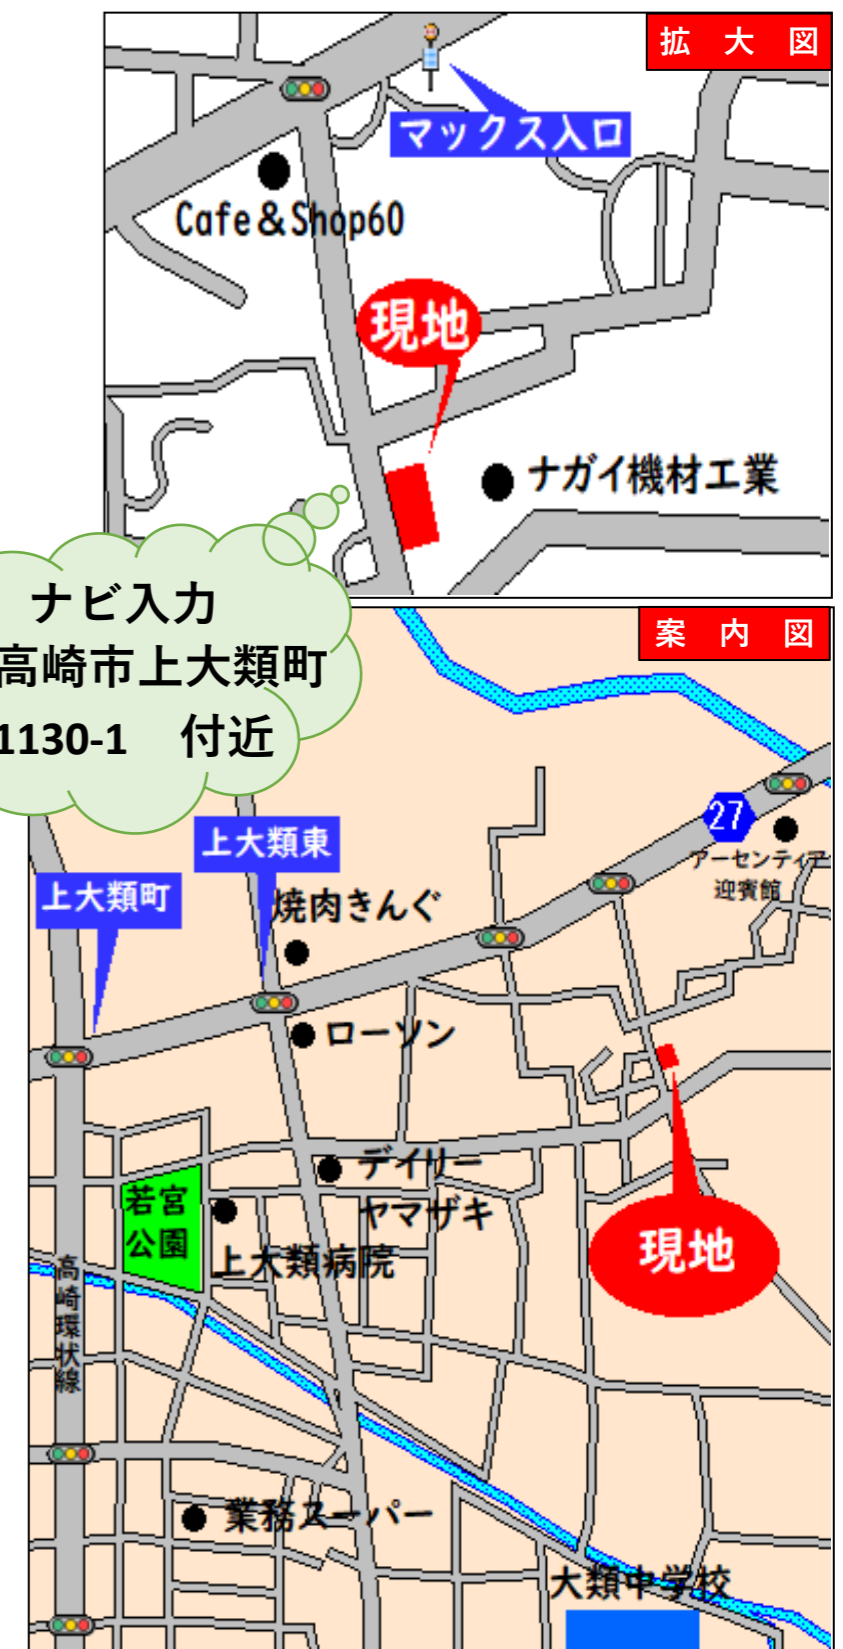 拡 大 図
マックス入口
Cafe＆Shop60
現地
ナガイ機材工業
ナビ入力
高崎市上大類町
1130-1　付近
案 内 図
27
アーセンティア
迎賓館
上大類東
上大類町
焼肉きんぐ
ローソン
デイリー
ヤマザキ
若宮
公園
上大類病院
現地
高崎環状線
業務スーパー
大類中学校